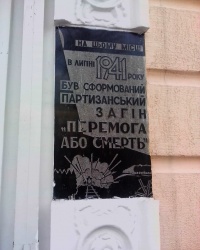 НА ЦЬОМУ МІСЦІ
В ЛИПНІ 1941 РОКУ
БУВ СФОРМОВАНИЙ
ПАРТИЗАНСЬКИЙ
ЗАГІН
„ПЕРЕМОГА
АБО СМЕРТЬ"